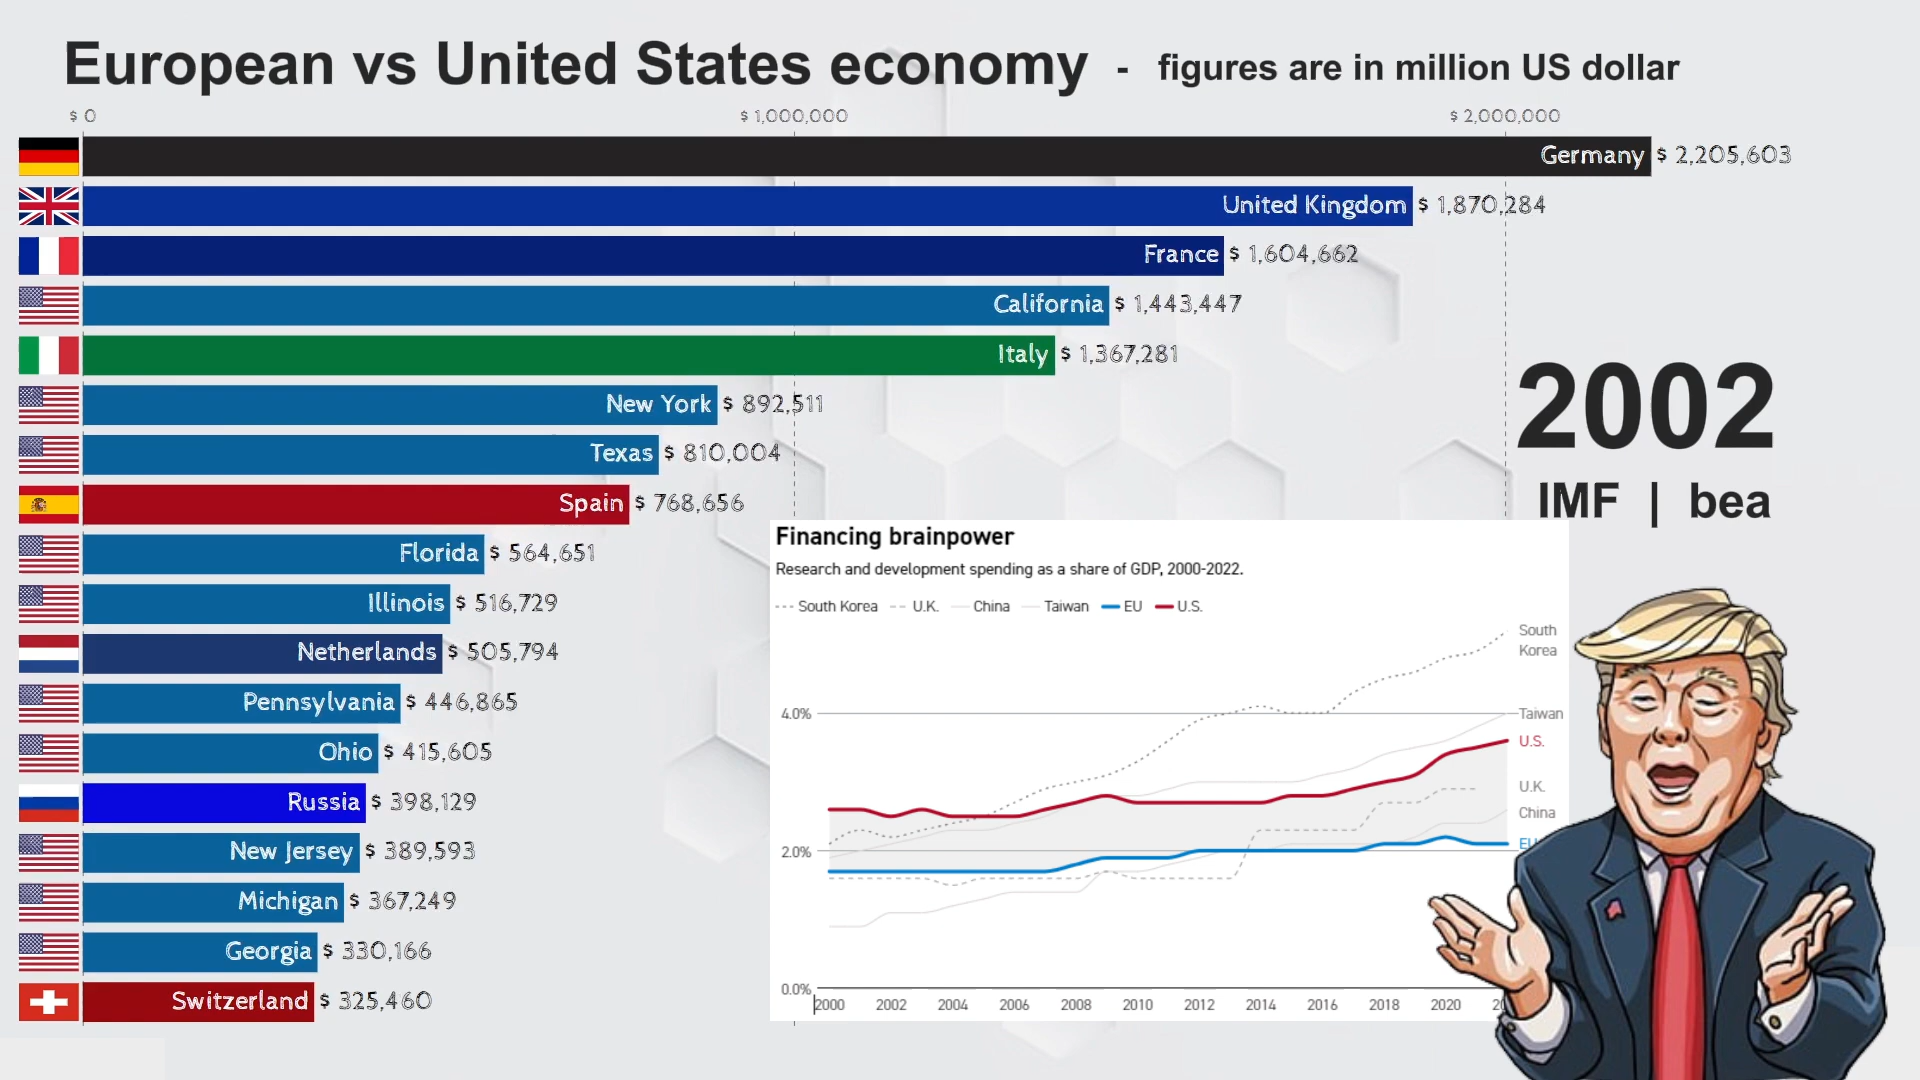 European vs United States economy - figures are in million US dollar
$ 0 $ 1,000,000 $ 2,000,000
Germany $ 2,205,603
United Kingdom $ 1,870,284
France $ 1,604,662
California $ 1,443,447
Italy $ 1,367,281
New York $ 892,511
Texas $ 810,004
Spain $ 768,656
Florida $ 564,651
Illinois $ 516,729
Netherlands $ 505,794
Pennsylvania $ 446,865
Ohio $ 415,605
Russia $ 398,129
New Jersey $ 389,593
Michigan $ 367,249
Georgia $ 330,166
Switzerland $ 325,460
2002
IMF | bea
Financing brainpower
Research and development spending as a share of GDP, 2000-2022.
South Korea U.K. China Taiwan EU U.S.
South
Korea
4.0%
Taiwan
U.S.
U.K.
China
2.0%
EU
0.0%
2000 2002 2004 2006 2008 2010 2012 2014 2016 2018 2020